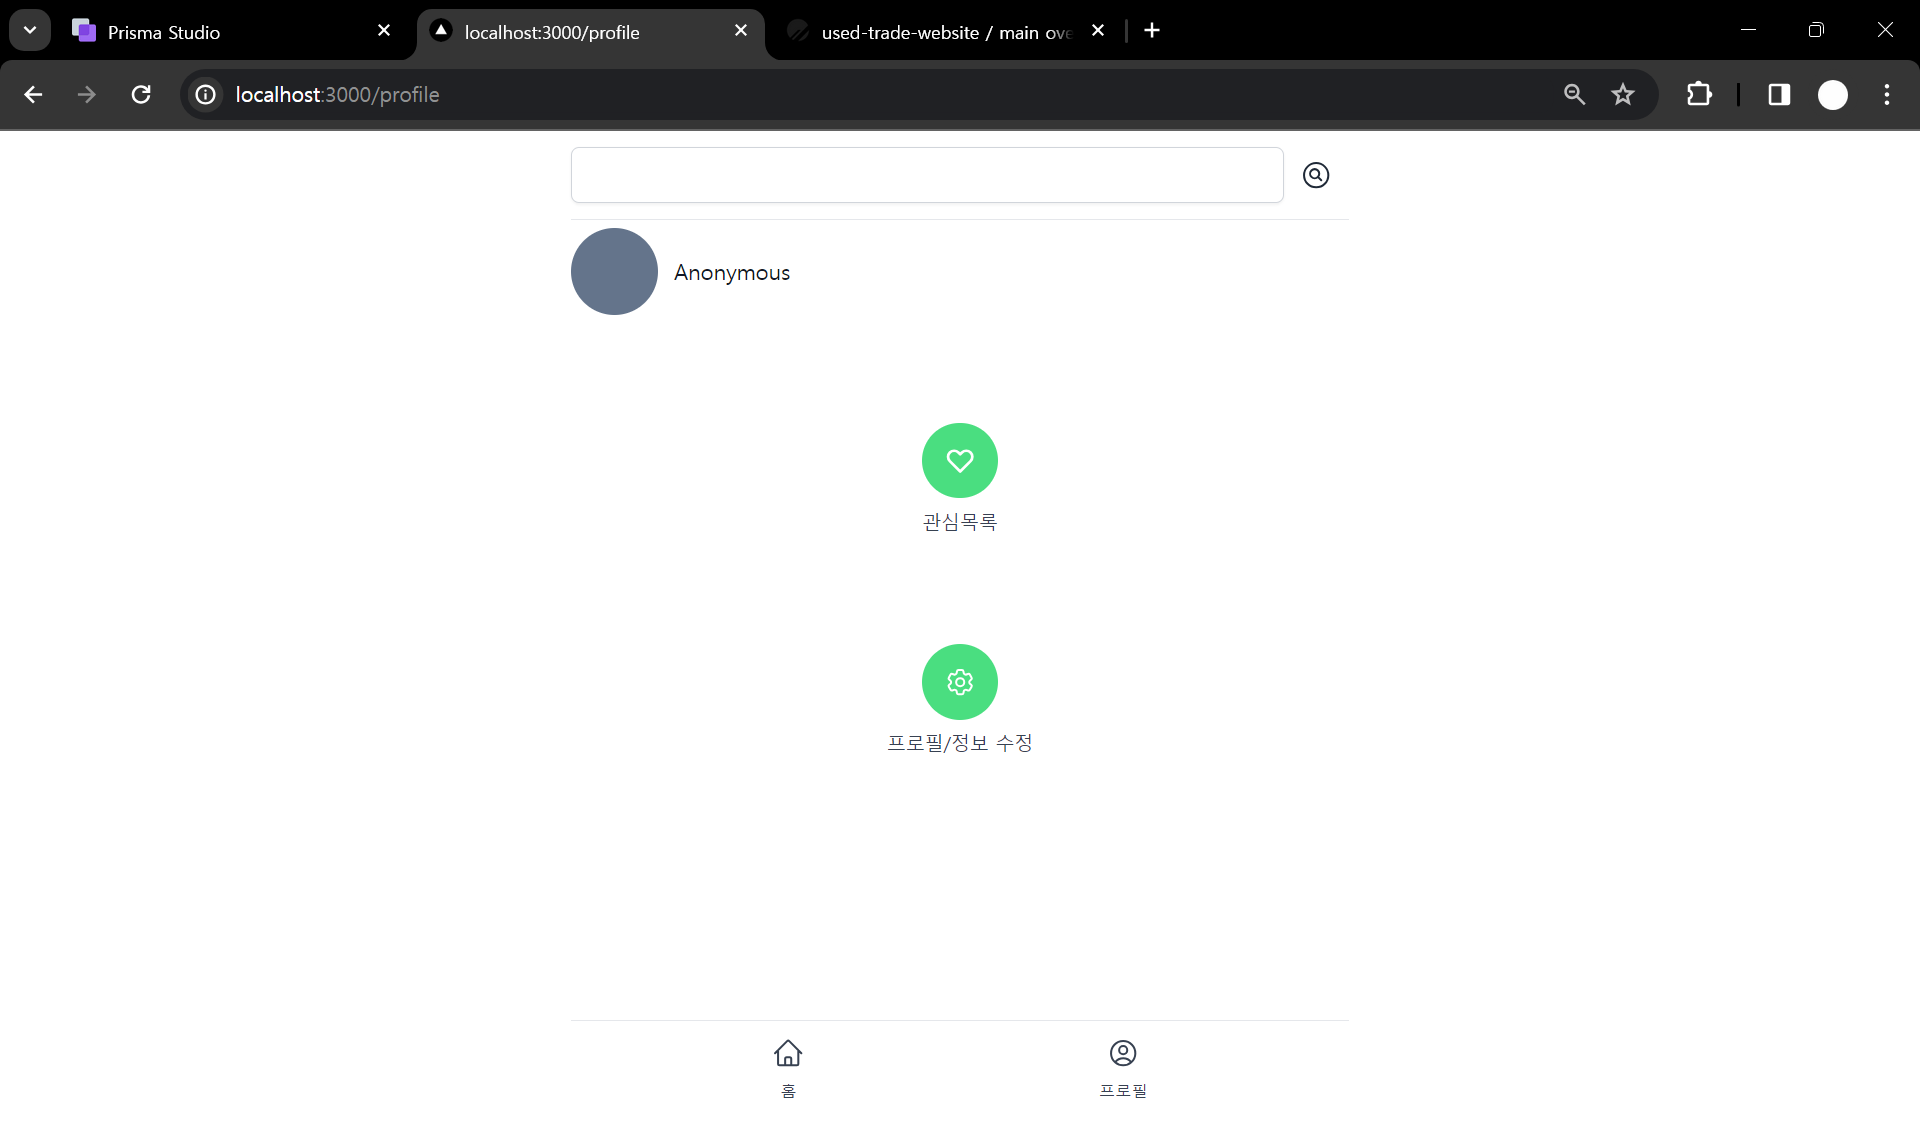 Prisma Studio
localhost:3000/profile
used-trade-website / main ove
localhost:3000/profile
Anonymous
관심목록
프로필/정보 수정
홈
프로필